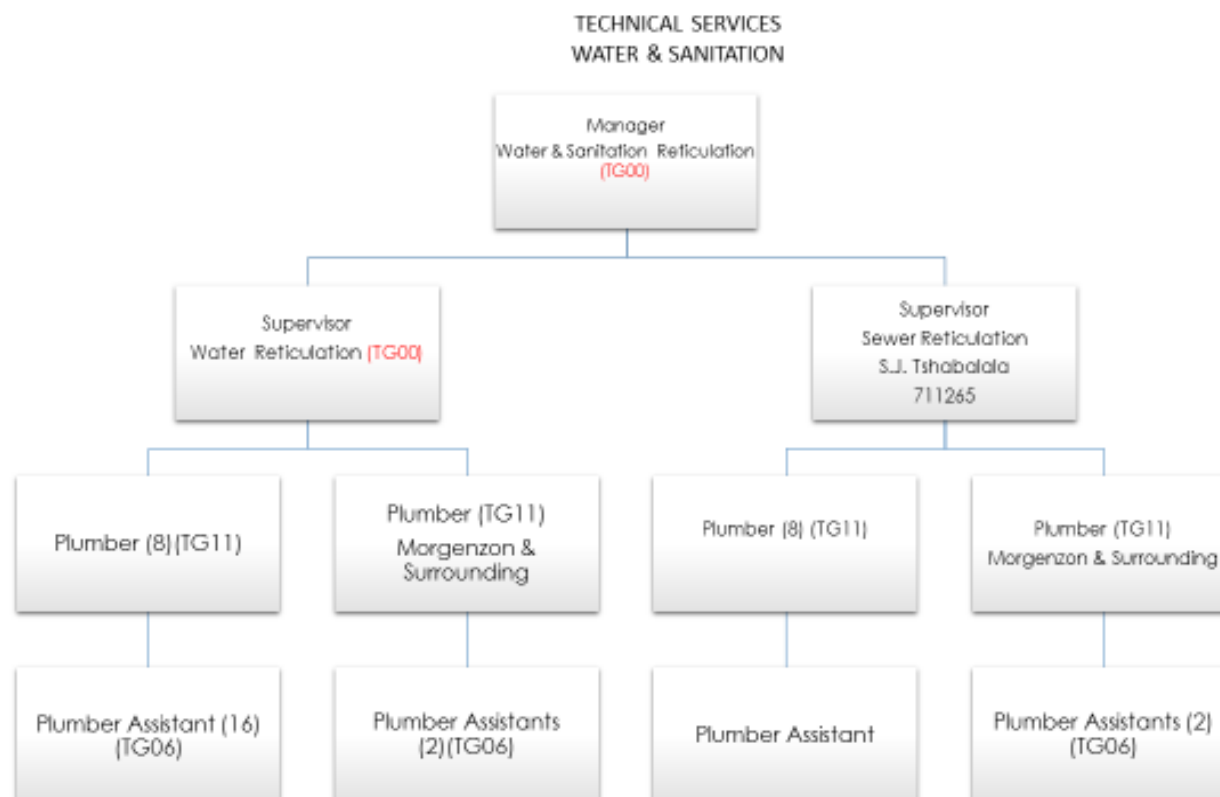 TECHNICAL SERVICES
WATER & SANITATION
Manager
Water & Sanitation Reticulation
(TG00)
Supervisor
Water Reticulation (TG00)
Supervisor
Sewer Reticulation
S.J. Tshabalala
711265
Plumber (8)(TG11)
Plumber (TG11)
Morgenzon &
Surrounding
Plumber (8) (TG11)
Plumber (TG11)
Morgenzon & Surrounding
Plumber Assistant (16)
(TG06)
Plumber Assistants
(2)(TG06)
Plumber Assistant
Plumber Assistants (2)
(TG06)